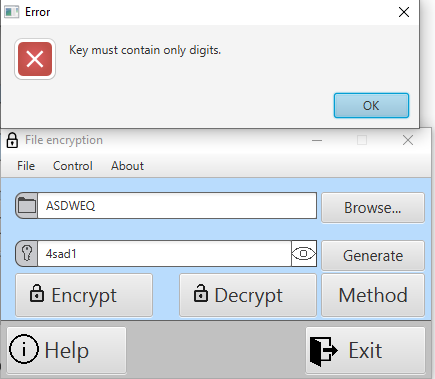 Error
Key must contain only digits.
OK
File encryption
File Control About
ASDWEQ
Browse...
4sad1
Generate
Encrypt
Decrypt
Method
Help
Exit